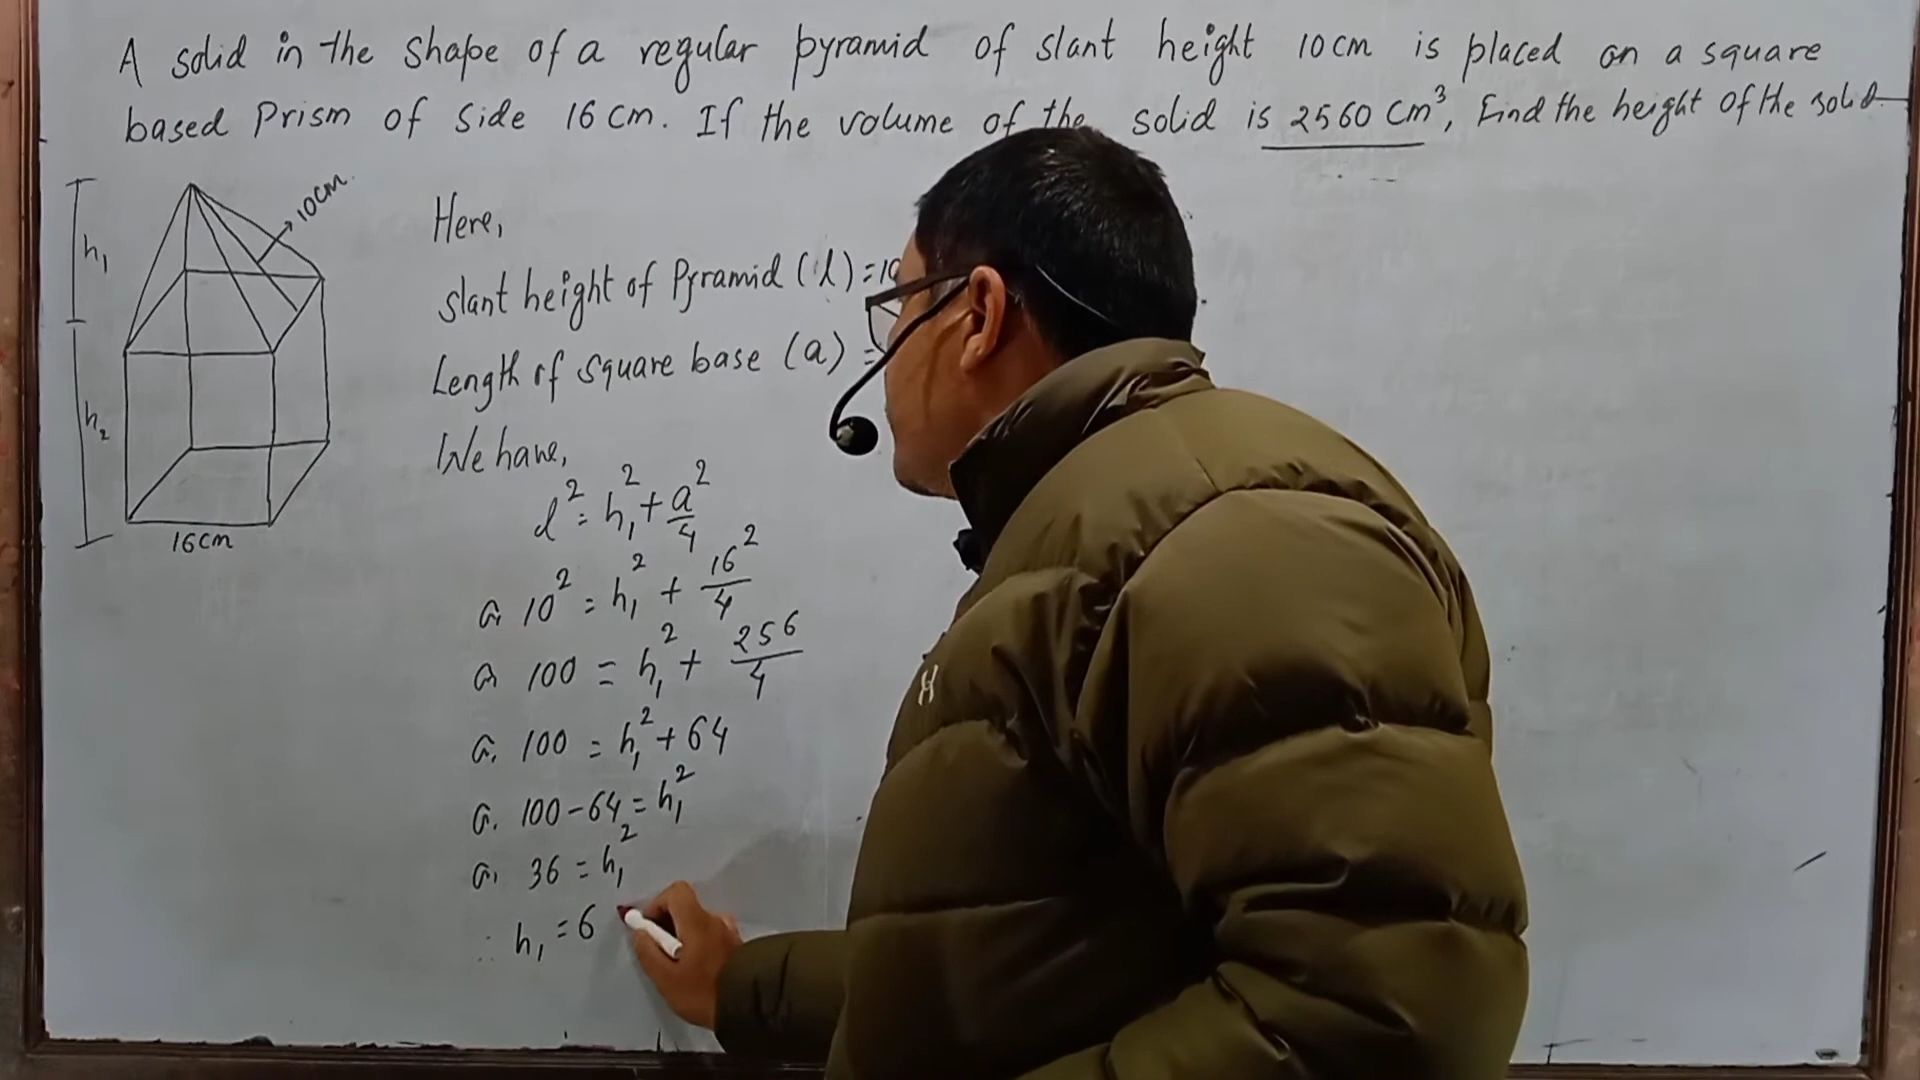 A solid in the shape of a regular pyramid of slant height 10cm is placed on a square
based Prism of side 16 cm. If the volume of the solid is 2560 cm³, Find the height of the solid.
10cm.
h₁
h₂
16cm
Here,
slant height of Pyramid (l) = 10
Length of square base (a) =
We have,
l² = h₁² + a²/4
or, 10² = h₁² + 16²/4
or, 100 = h₁² + 256/4
or, 100 = h₁² + 64
or, 100 - 64 = h₁²
or, 36 = h₁²
∴ h₁ = 6
H